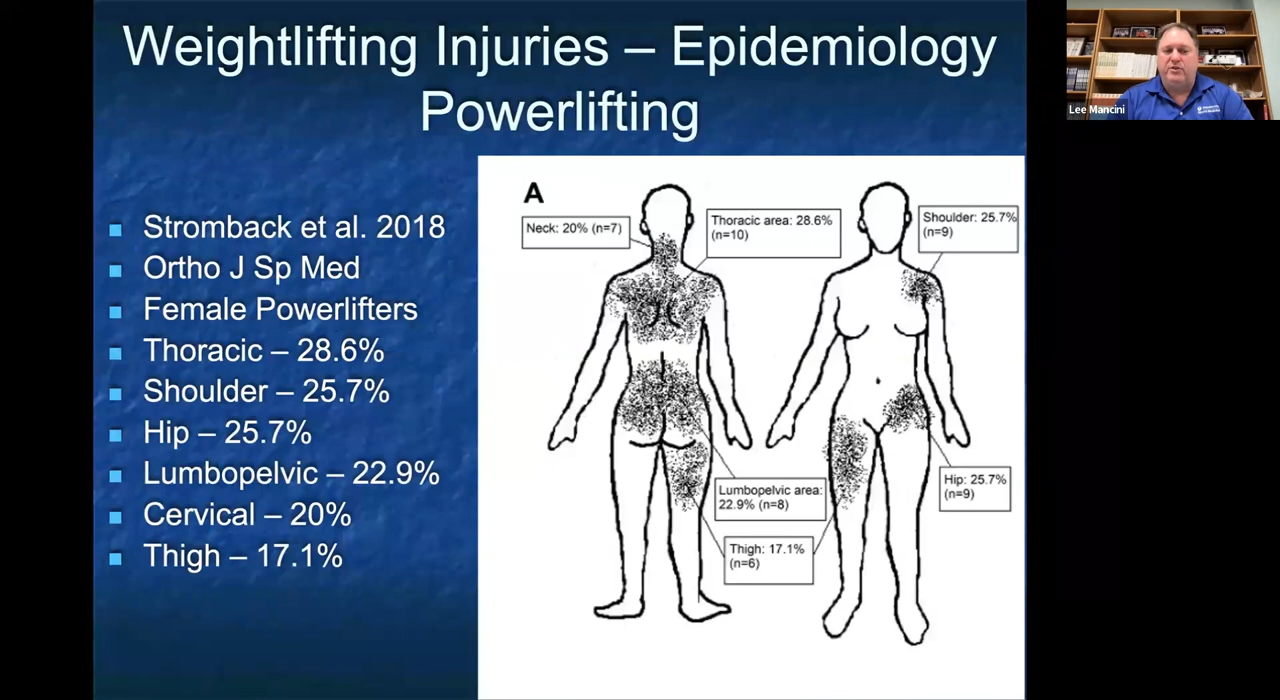 Weightlifting Injuries – Epidemiology
Powerlifting
Stromback et al. 2018
Ortho J Sp Med
Female Powerlifters
Thoracic – 28.6%
Shoulder – 25.7%
Hip – 25.7%
Lumbopelvic – 22.9%
Cervical – 20%
Thigh – 17.1%
A
Neck: 20% (n=7)
Thoracic area: 28.6%
(n=10)
Shoulder: 25.7%
(n=9)
Lumbopelvic area:
22.9% (n=8)
Hip: 25.7%
(n=9)
Thigh: 17.1%
(n=6)
Lee Mancini